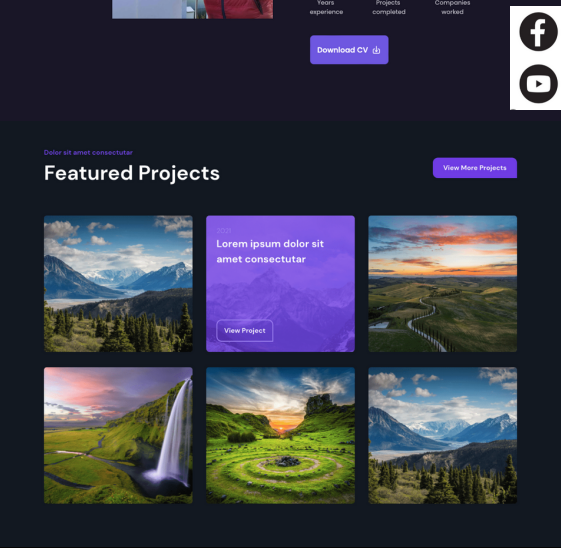 Years
experience
Projects
completed
Companies
worked
Download CV
Dolor sit amet consectutar
Featured Projects
View More Projects
Lorem ipsum dolor sit
amet consectutar
View Project